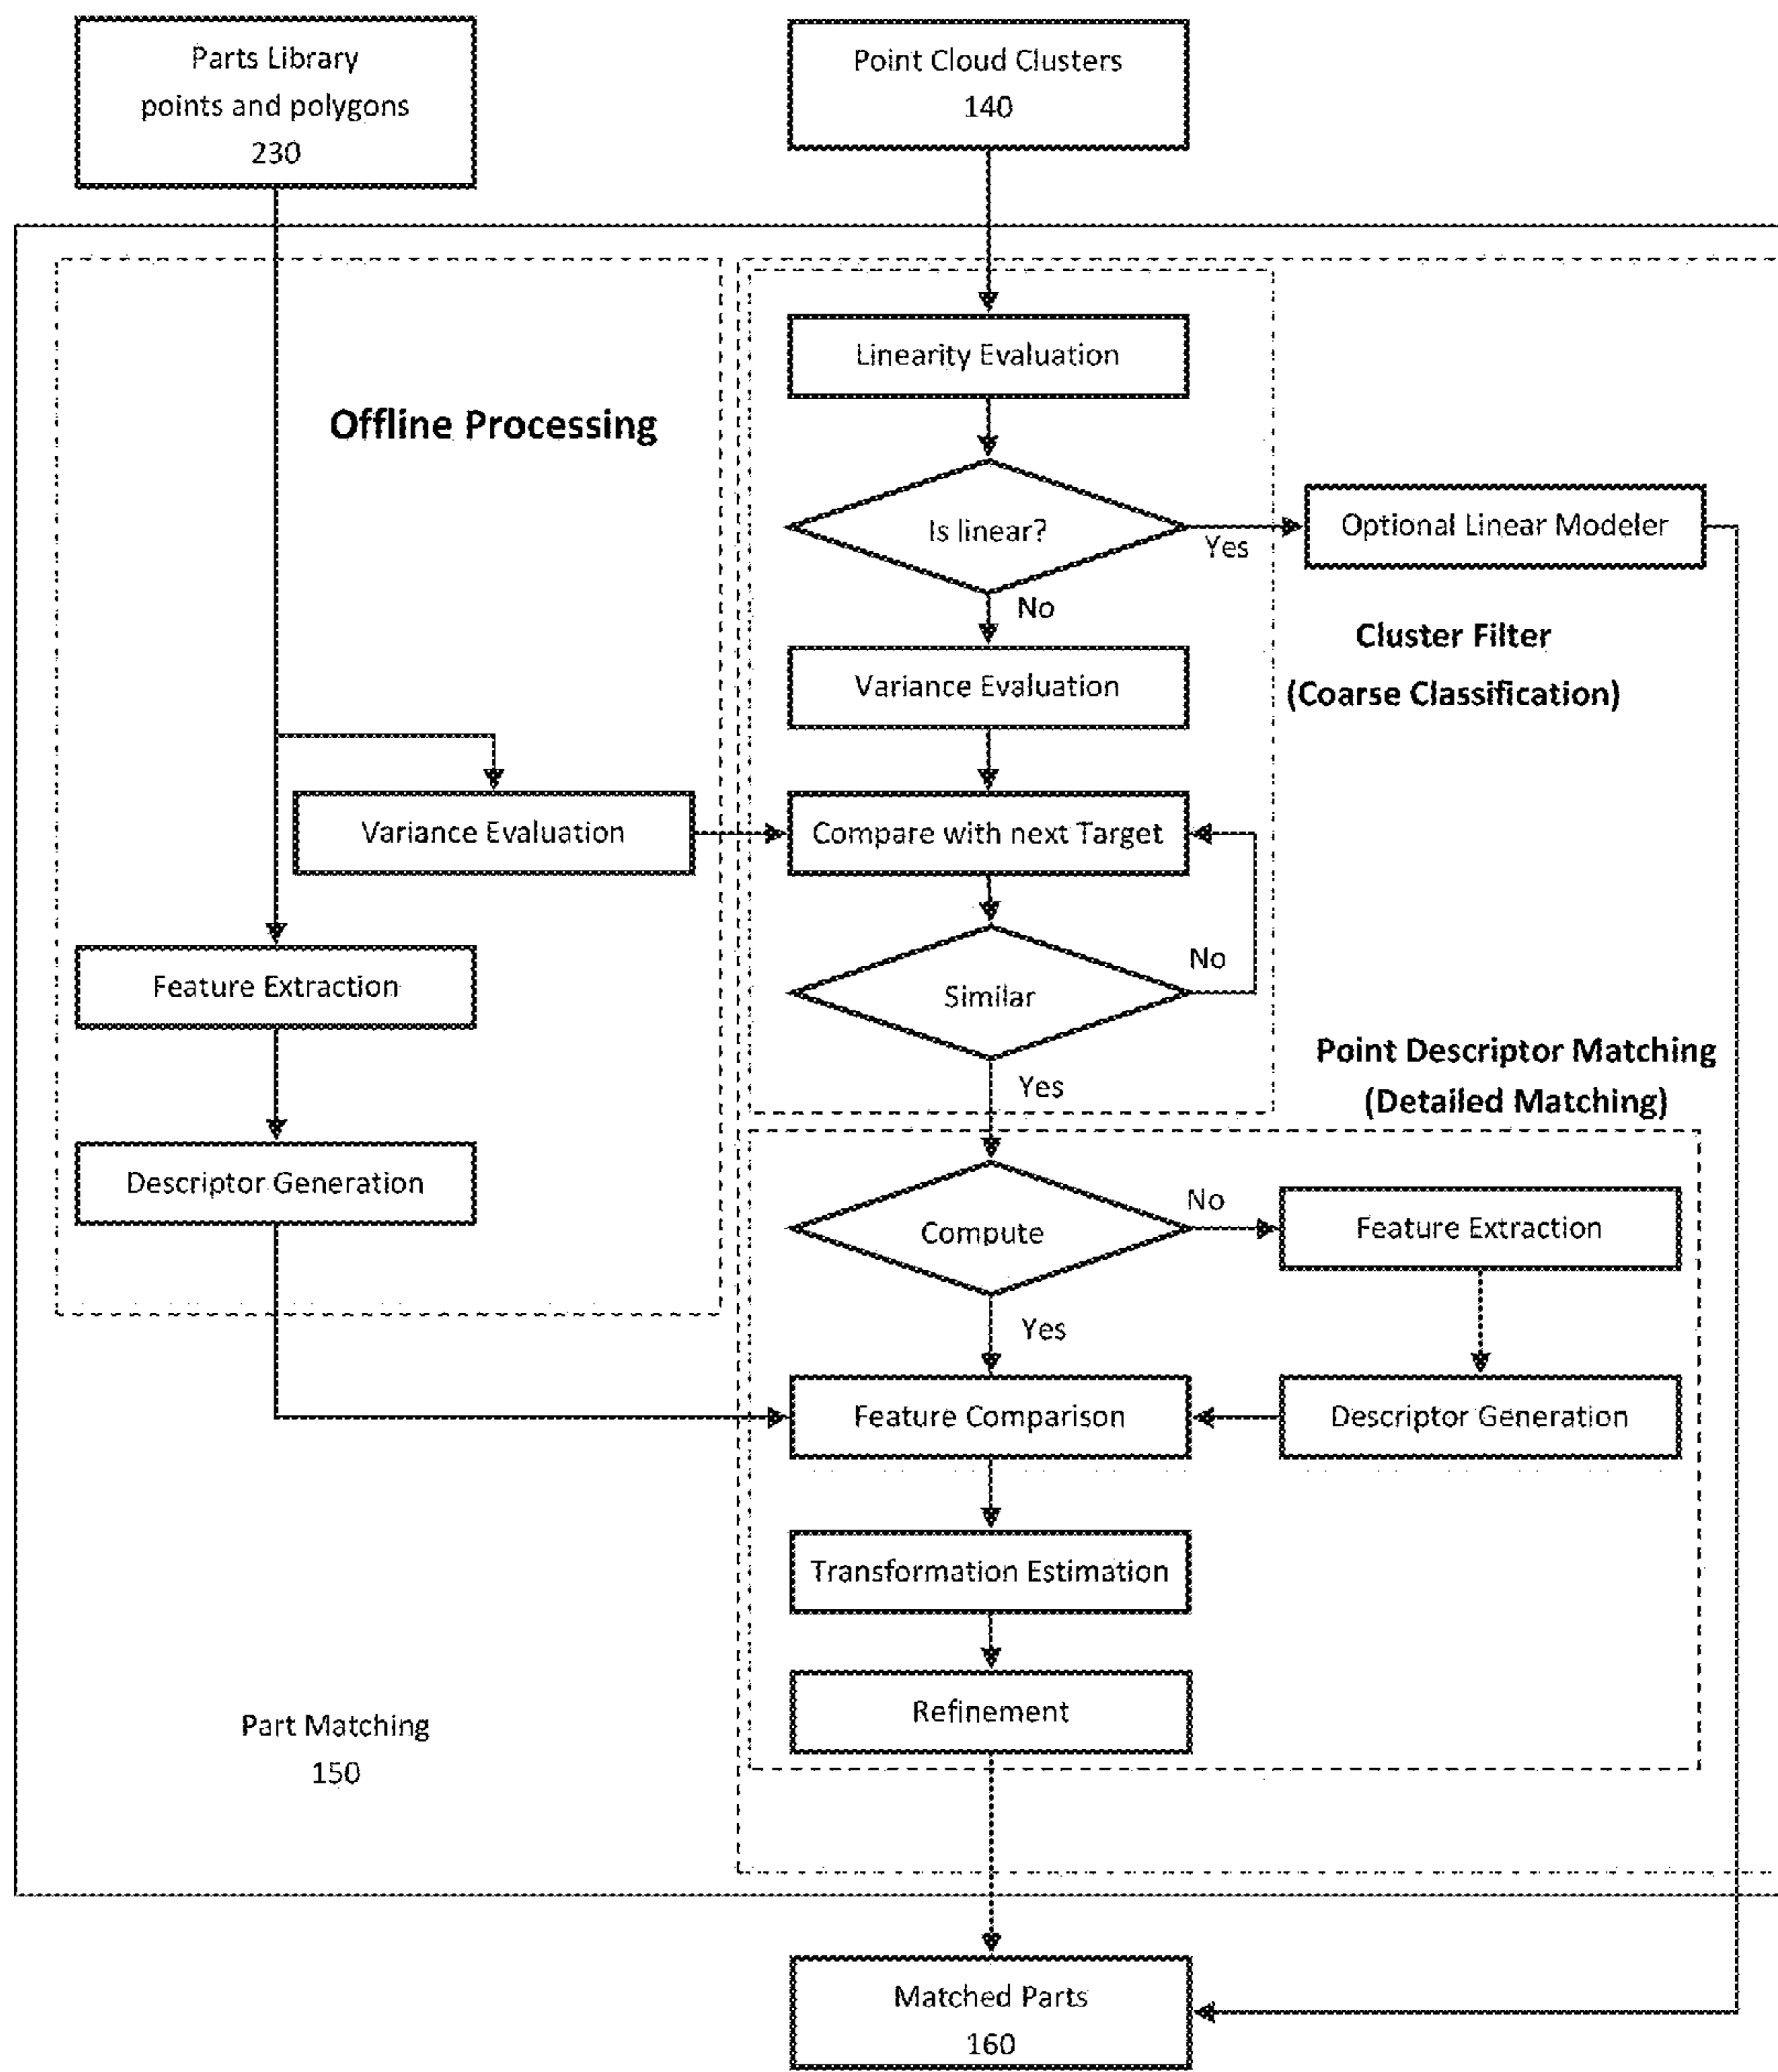 Parts Library
points and polygons
230
Point Cloud Clusters
140
Offline Processing
Linearity Evaluation
Is linear?
Yes
Optional Linear Modeler
No
Cluster Filter
(Coarse Classification)
Variance Evaluation
Variance Evaluation
Compare with next Target
No
Similar
Feature Extraction
Yes
Point Descriptor Matching
(Detailed Matching)
Descriptor Generation
Compute
No
Feature Extraction
Yes
Feature Comparison
Descriptor Generation
Transformation Estimation
Refinement
Part Matching
150
Matched Parts
160